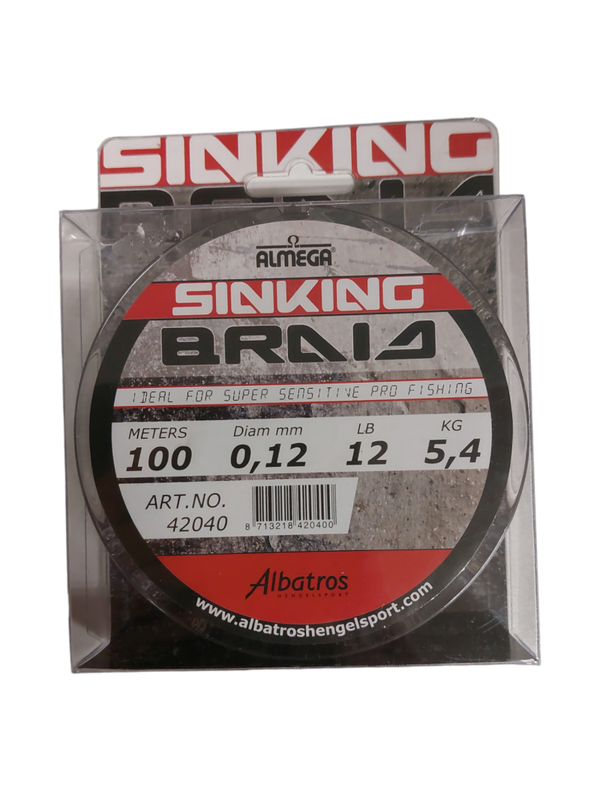 SINKING
BRAID
ALMEGA®
SINKING
BRAID
IDEAL FOR SUPER SENSITIVE PRO FISHING
METERS Diam mm LB KG
100 0,12 12 5,4
ART.NO.
42040
8 713218 420400
Albatros
HENGELSPORT
www.albatroshengelsport.com